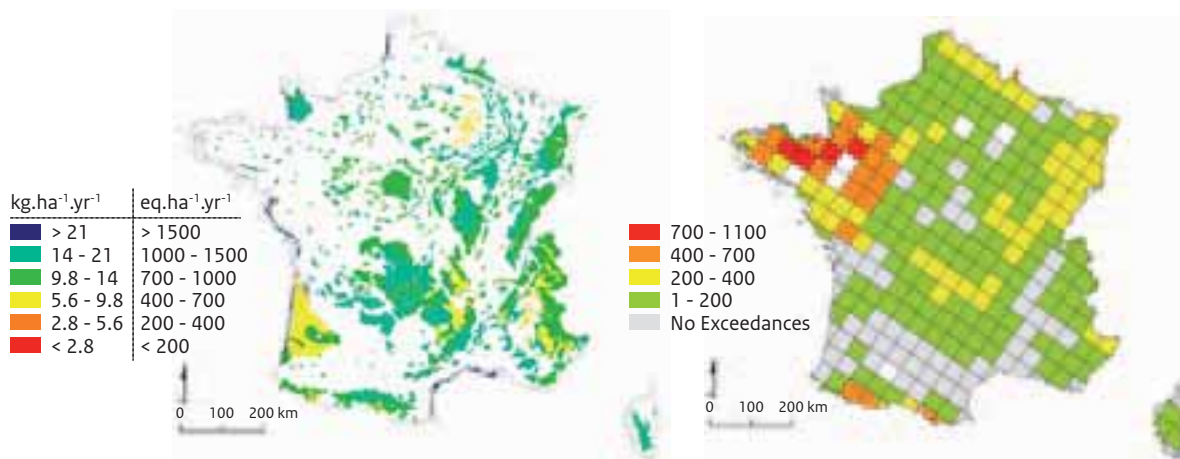 kg.ha⁻¹.yr⁻¹ eq.ha⁻¹.yr⁻¹
> 21 > 1500
14 - 21 1000 - 1500
9.8 - 14 700 - 1000
5.6 - 9.8 400 - 700
2.8 - 5.6 200 - 400
< 2.8 < 200
0 100 200 km
700 - 1100
400 - 700
200 - 400
1 - 200
No Exceedances
0 100 200 km